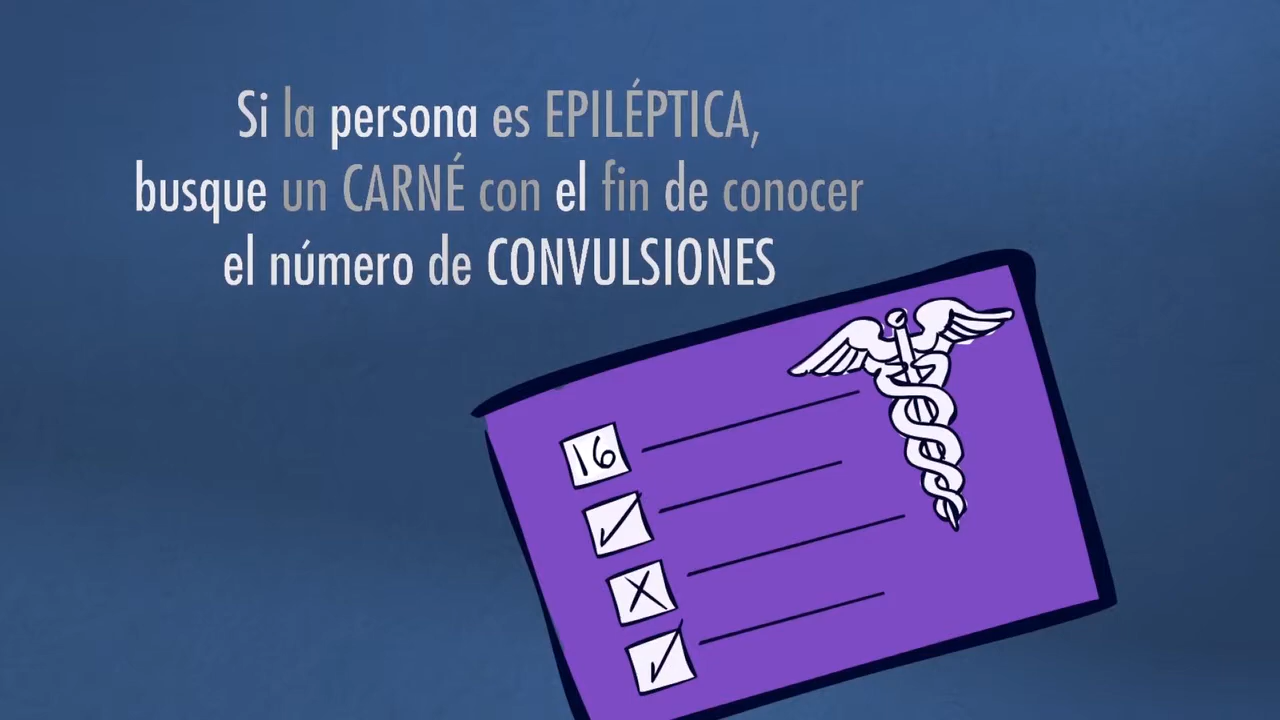 Si la persona es EPILÉPTICA,
busque un CARNÉ con el fin de conocer
el número de CONVULSIONES
16